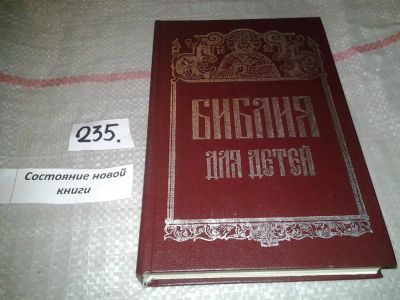 БИБЛИЯ
ДЛЯ ДЕТЕЙ
235.
Состояние новой
книги